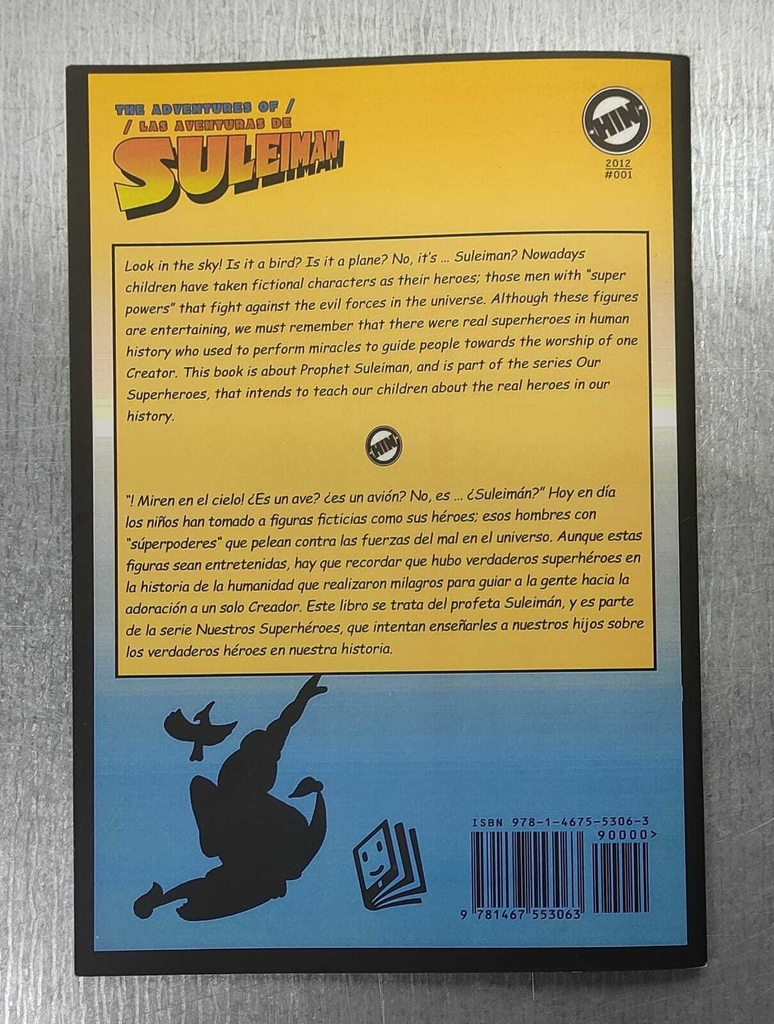 THE ADVENTURES OF /
/ LAS AVENTURAS DE
SULEIMAN
HIN
2012
#001
Look in the sky! Is it a bird? Is it a plane? No, it's ... Suleiman? Nowadays
children have taken fictional characters as their heroes; those men with "super
powers" that fight against the evil forces in the universe. Although these figures
are entertaining, we must remember that there were real superheroes in human
history who used to perform miracles to guide people towards the worship of one
Creator. This book is about Prophet Suleiman, and is part of the series Our
Superheroes, that intends to teach our children about the real heroes in our
history.
HIN
"! Miren en el cielo! ¿Es un ave? ¿es un avión? No, es ... ¿Suleimán?" Hoy en día
los niños han tomado a figuras ficticias como sus héroes; esos hombres con
"súperpoderes" que pelean contra las fuerzas del mal en el universo. Aunque estas
figuras sean entretenidas, hay que recordar que hubo verdaderos superhéroes en
la historia de la humanidad que realizaron milagros para guiar a la gente hacia la
adoración a un solo Creador. Este libro se trata del profeta Suleimán, y es parte
de la serie Nuestros Superhéroes, que intentan enseñarles a nuestros hijos sobre
los verdaderos héroes en nuestra historia.
ISBN 978-1-4675-5306-3
90000>
9 781467 553063